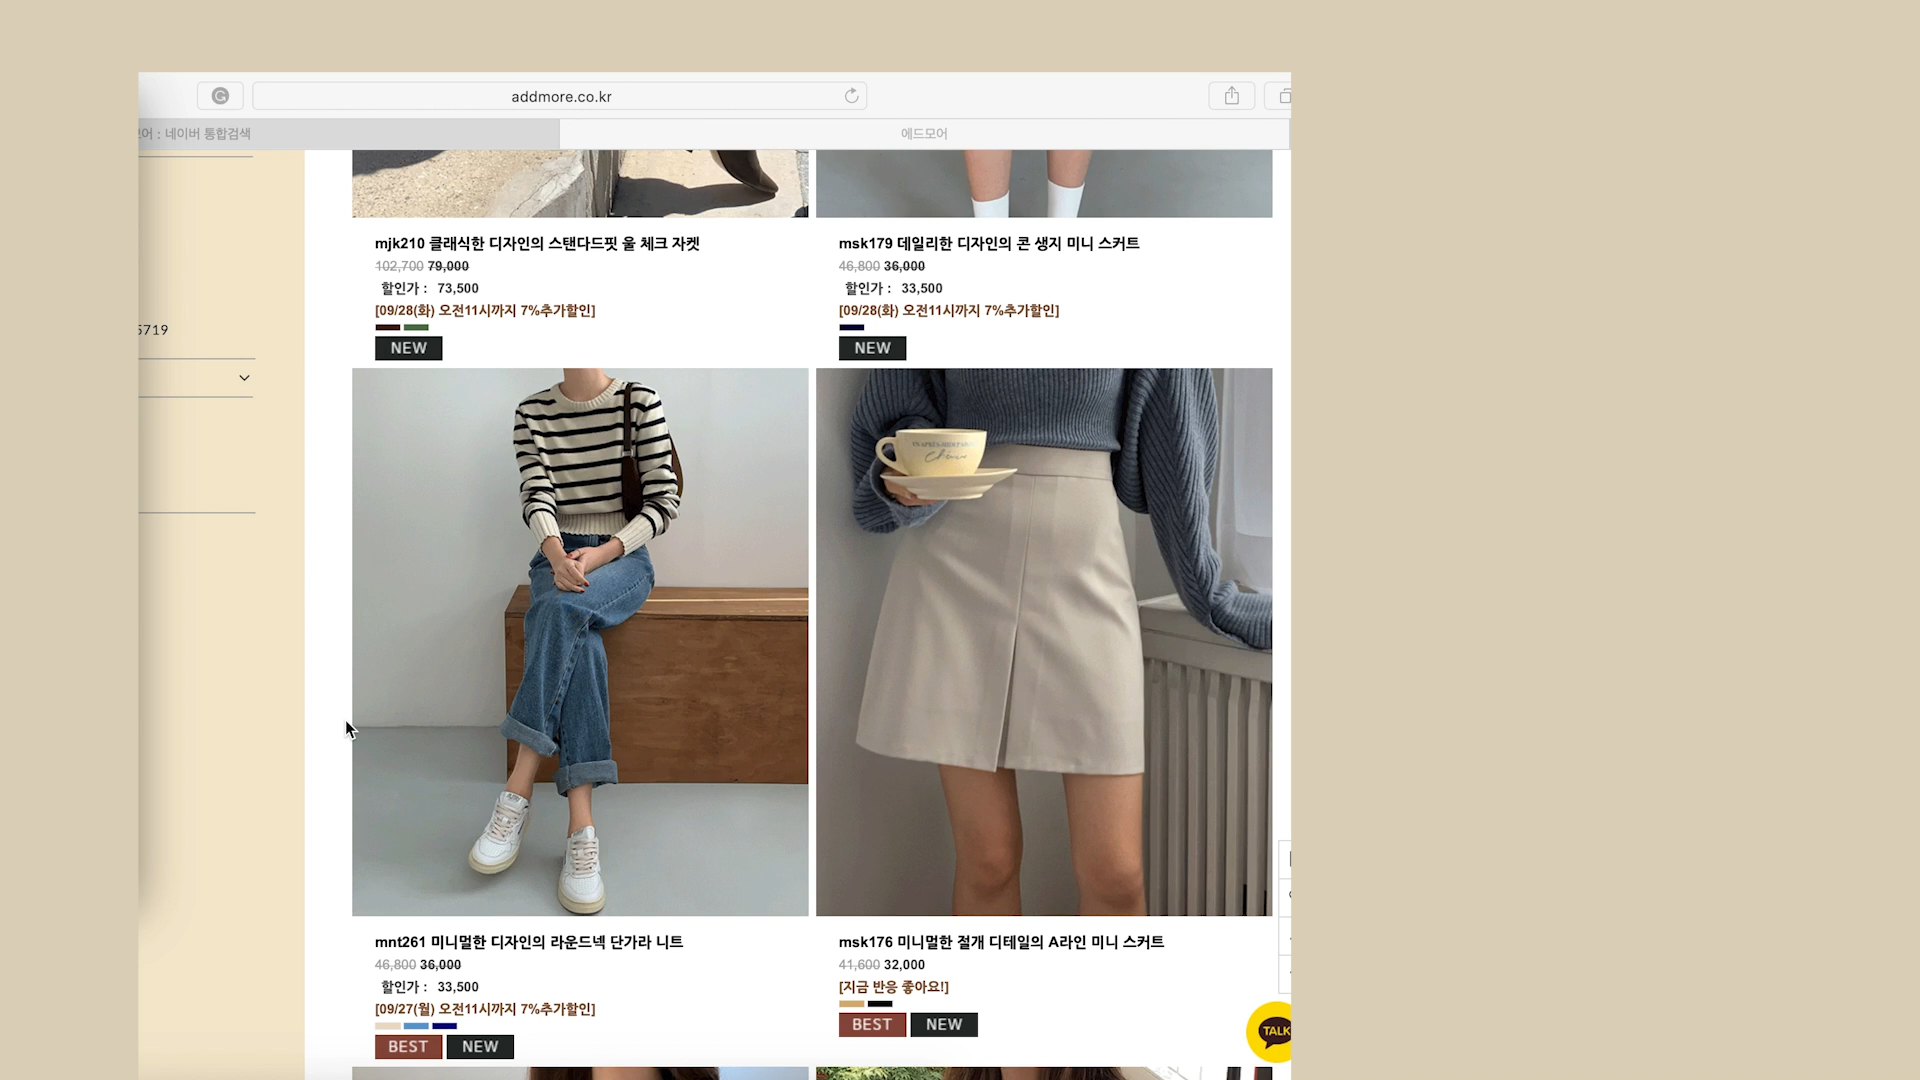 addmore.co.kr
어 : 네이버 통합검색
에드모어
mjk210 클래식한 디자인의 스탠다드핏 울 체크 자켓
102,700 79,000
할인가 : 73,500
[09/28(화) 오전11시까지 7%추가할인]
NEW
msk179 데일리한 디자인의 콘 생지 미니 스커트
46,800 36,000
할인가 : 33,500
[09/28(화) 오전11시까지 7%추가할인]
NEW
5719
Chérie
mnt261 미니멀한 디자인의 라운드넥 단가라 니트
46,800 36,000
할인가 : 33,500
[09/27(월) 오전11시까지 7%추가할인]
BEST NEW
msk176 미니멀한 절개 디테일의 A라인 미니 스커트
41,600 32,000
[지금 반응 좋아요!]
BEST NEW
TALK